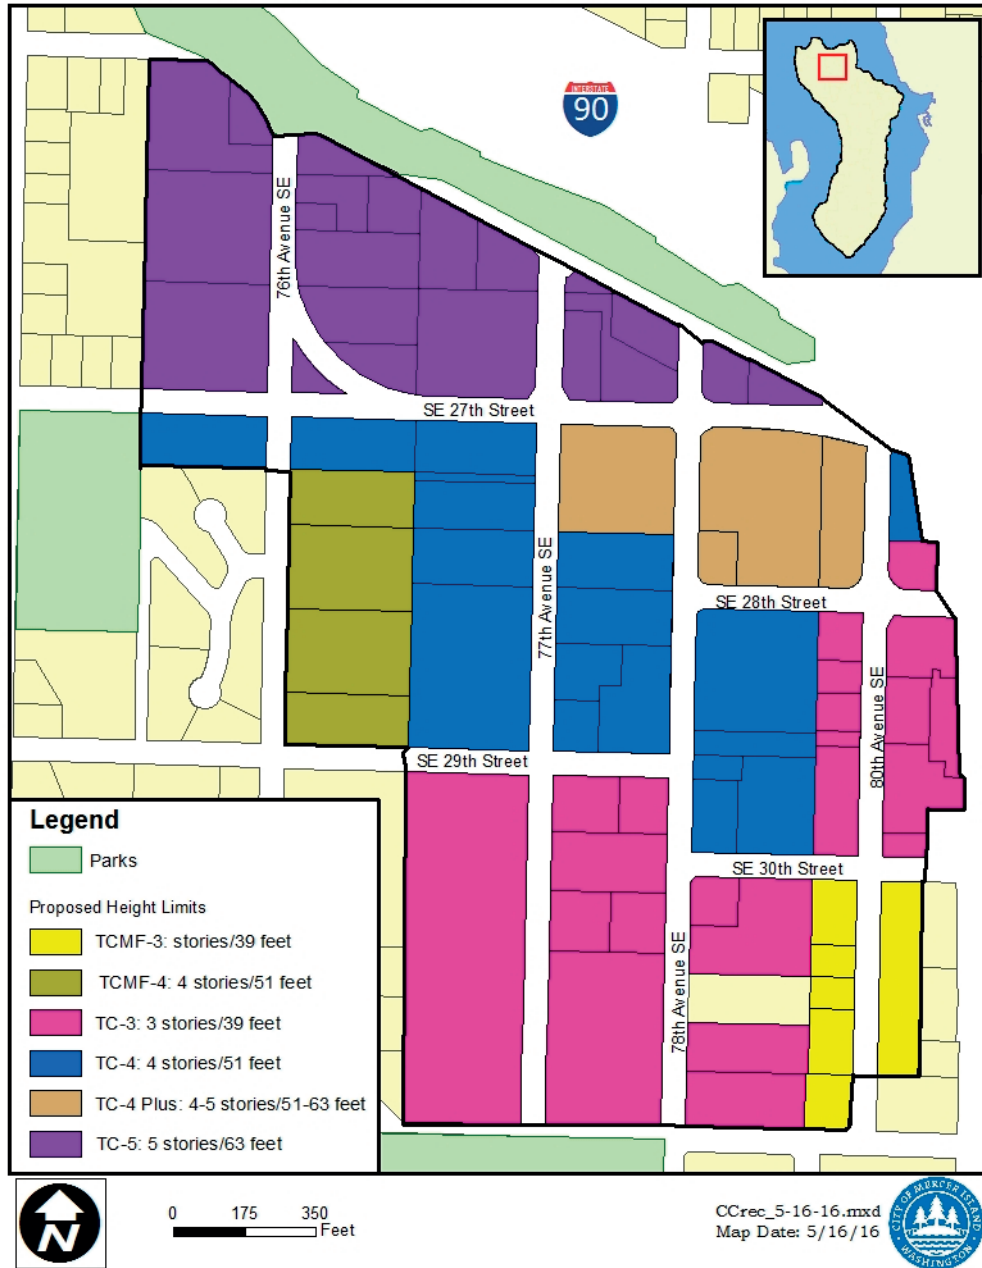 INTERSTATE
90
76th Avenue SE
SE 27th Street
77th Avenue SE
SE 28th Street
80th Avenue SE
SE 29th Street
SE 30th Street
78th Avenue SE
Legend
Parks
Proposed Height Limits
TCMF-3: stories/39 feet
TCMF-4: 4 stories/51 feet
TC-3: 3 stories/39 feet
TC-4: 4 stories/51 feet
TC-4 Plus: 4-5 stories/51-63 feet
TC-5: 5 stories/63 feet
N
0 175 350
Feet
CCrec_5-16-16.mxd
Map Date: 5/16/16
CITY OF MERCER ISLAND
WASHINGTON